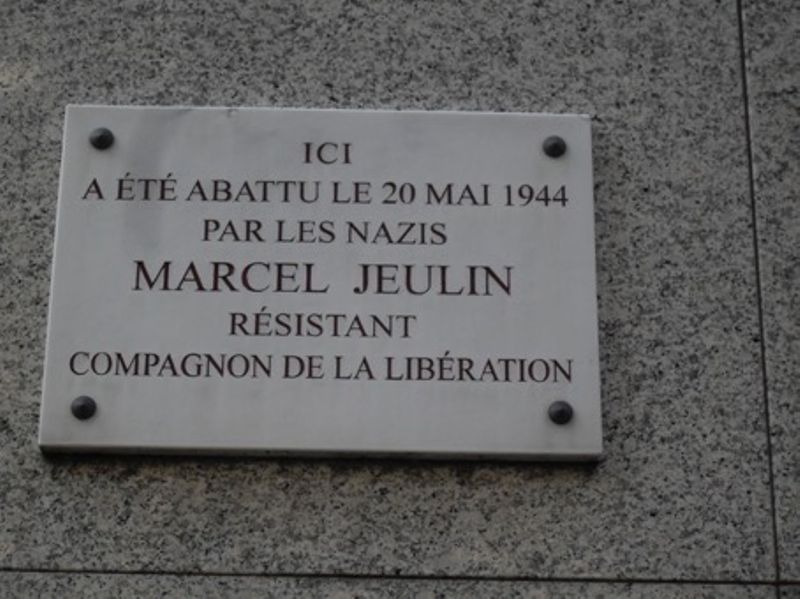 ICI
A ÉTÉ ABATTU LE 20 MAI 1944
PAR LES NAZIS
MARCEL JEULIN
RÉSISTANT
COMPAGNON DE LA LIBÉRATION